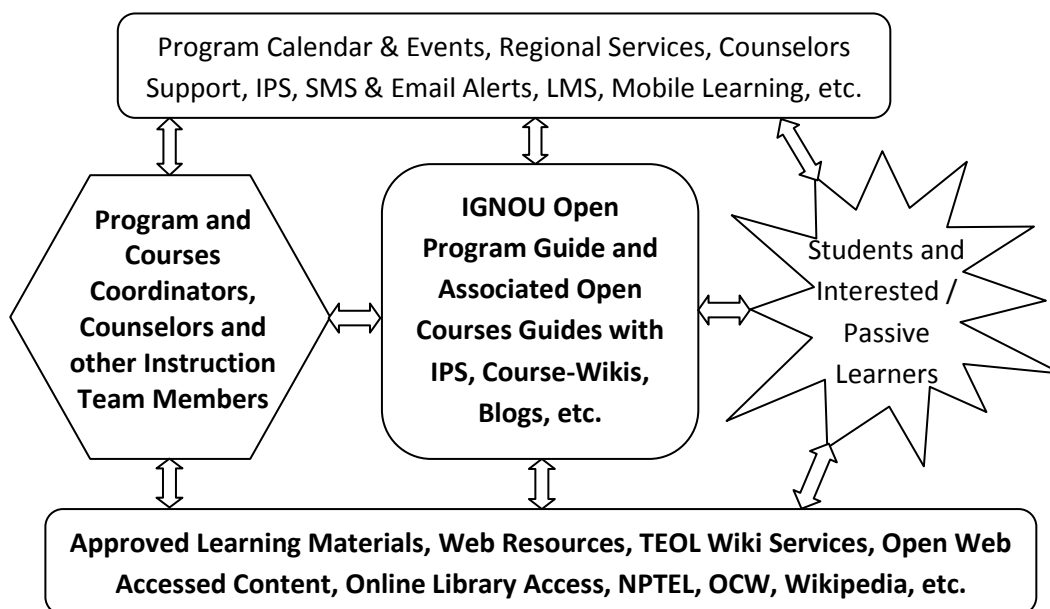 Program Calendar & Events, Regional Services, Counselors
Support, IPS, SMS & Email Alerts, LMS, Mobile Learning, etc.
Program and
Courses
Coordinators,
Counselors and
other Instruction
Team Members
IGNOU Open
Program Guide and
Associated Open
Courses Guides with
IPS, Course-Wikis,
Blogs, etc.
Students and
Interested /
Passive
Learners
Approved Learning Materials, Web Resources, TEOL Wiki Services, Open Web
Accessed Content, Online Library Access, NPTEL, OCW, Wikipedia, etc.